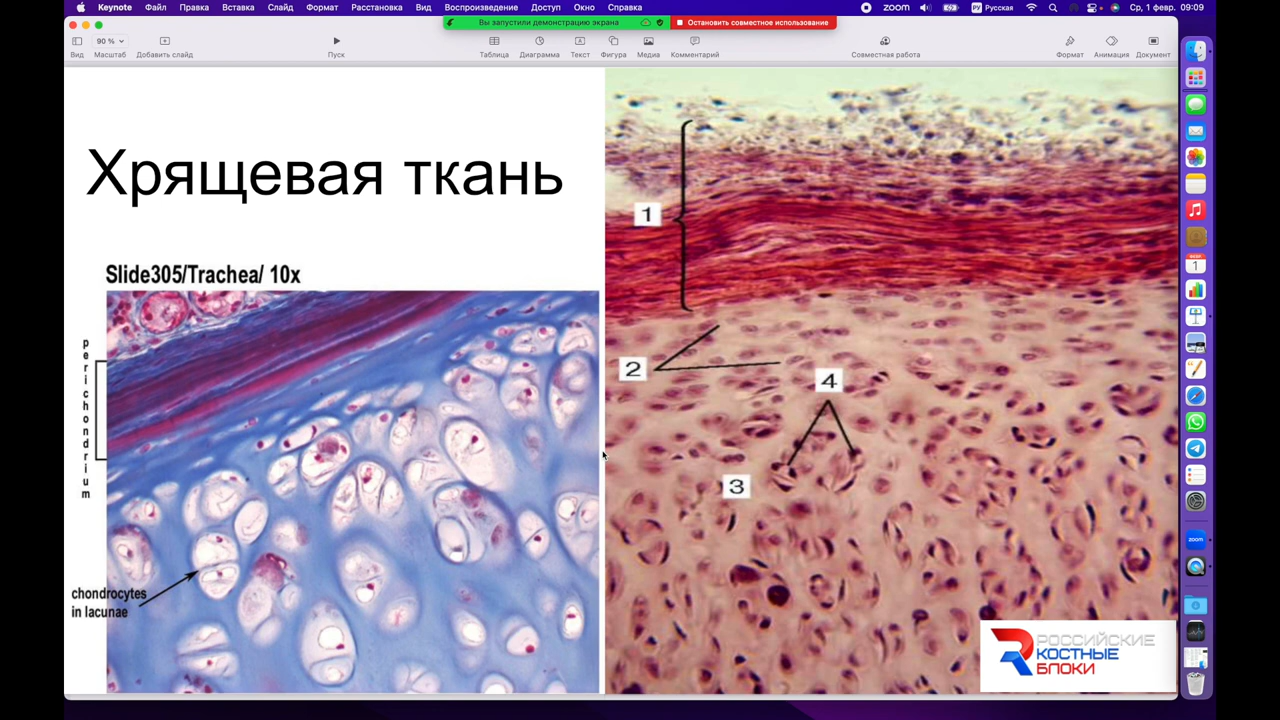 Keynote Файл Правка Вставка Слайд Формат Расстановка Вид Воспроизведение Доступ Окно Справка zoom РУ Русская Ср, 1 февр. 09:09
Вы запустили демонстрацию экрана Остановить совместное использование
90 %
Вид Масштаб Добавить слайд Пуск Таблица Диаграмма Текст Фигура Медиа Комментарий Совместная работа Формат Анимация Документ
Хрящевая ткань
Slide305/Trachea/ 10x
perichondrium
chondrocytes
in lacunae
1
2
4
3
РОССИЙСКИЕ
КОСТНЫЕ
БЛОКИ
1
zoom